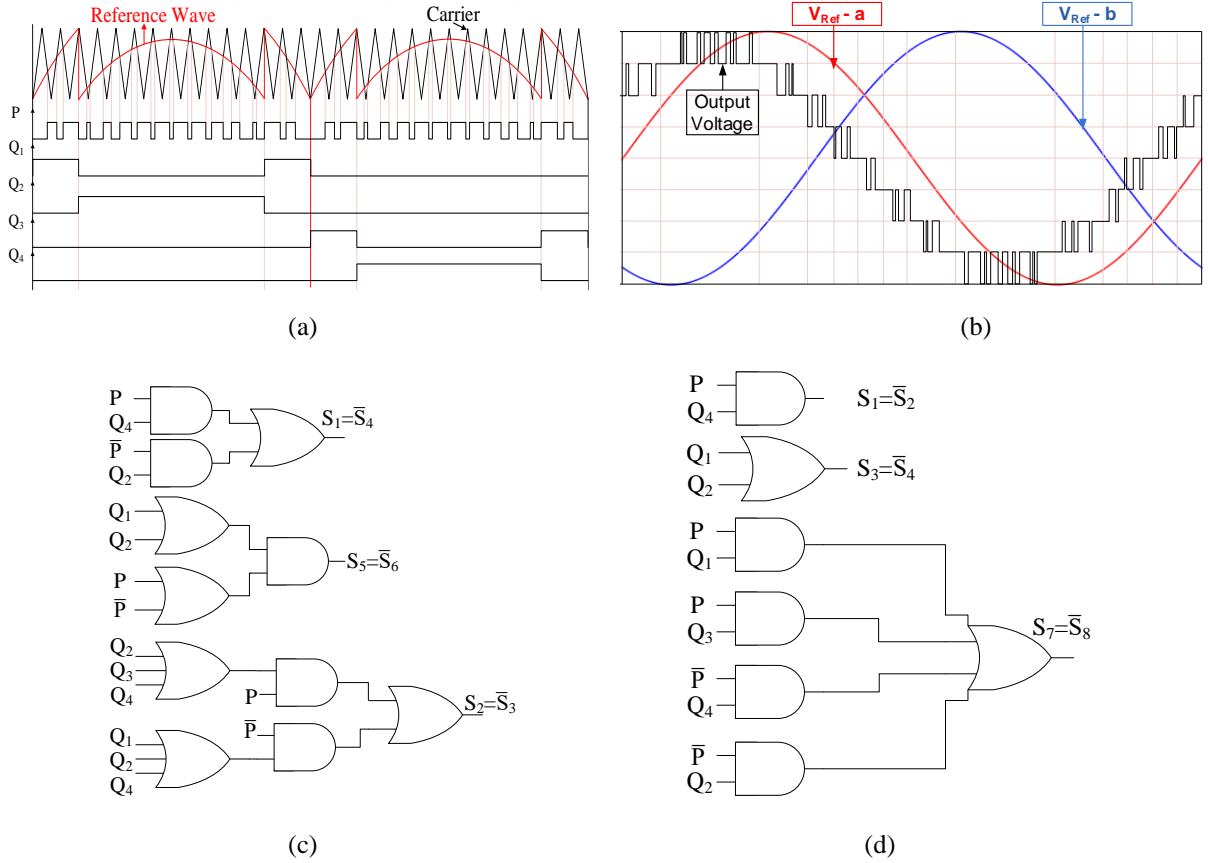 Reference Wave
Carrier
P
Q1
Q2
Q3
Q4
(a)
VRef - a
VRef - b
Output
Voltage
(b)
P
Q4
P̅
Q2
S1=S̅4
Q1
Q2
P
P̅
S5=S̅6
Q2
Q3
Q4
P
P̅
Q1
Q2
Q4
S2=S̅3
(c)
P
Q4
S1=S̅2
Q1
Q2
S3=S̅4
P
Q1
P
Q3
P̅
Q4
P̅
Q2
S7=S̅8
(d)